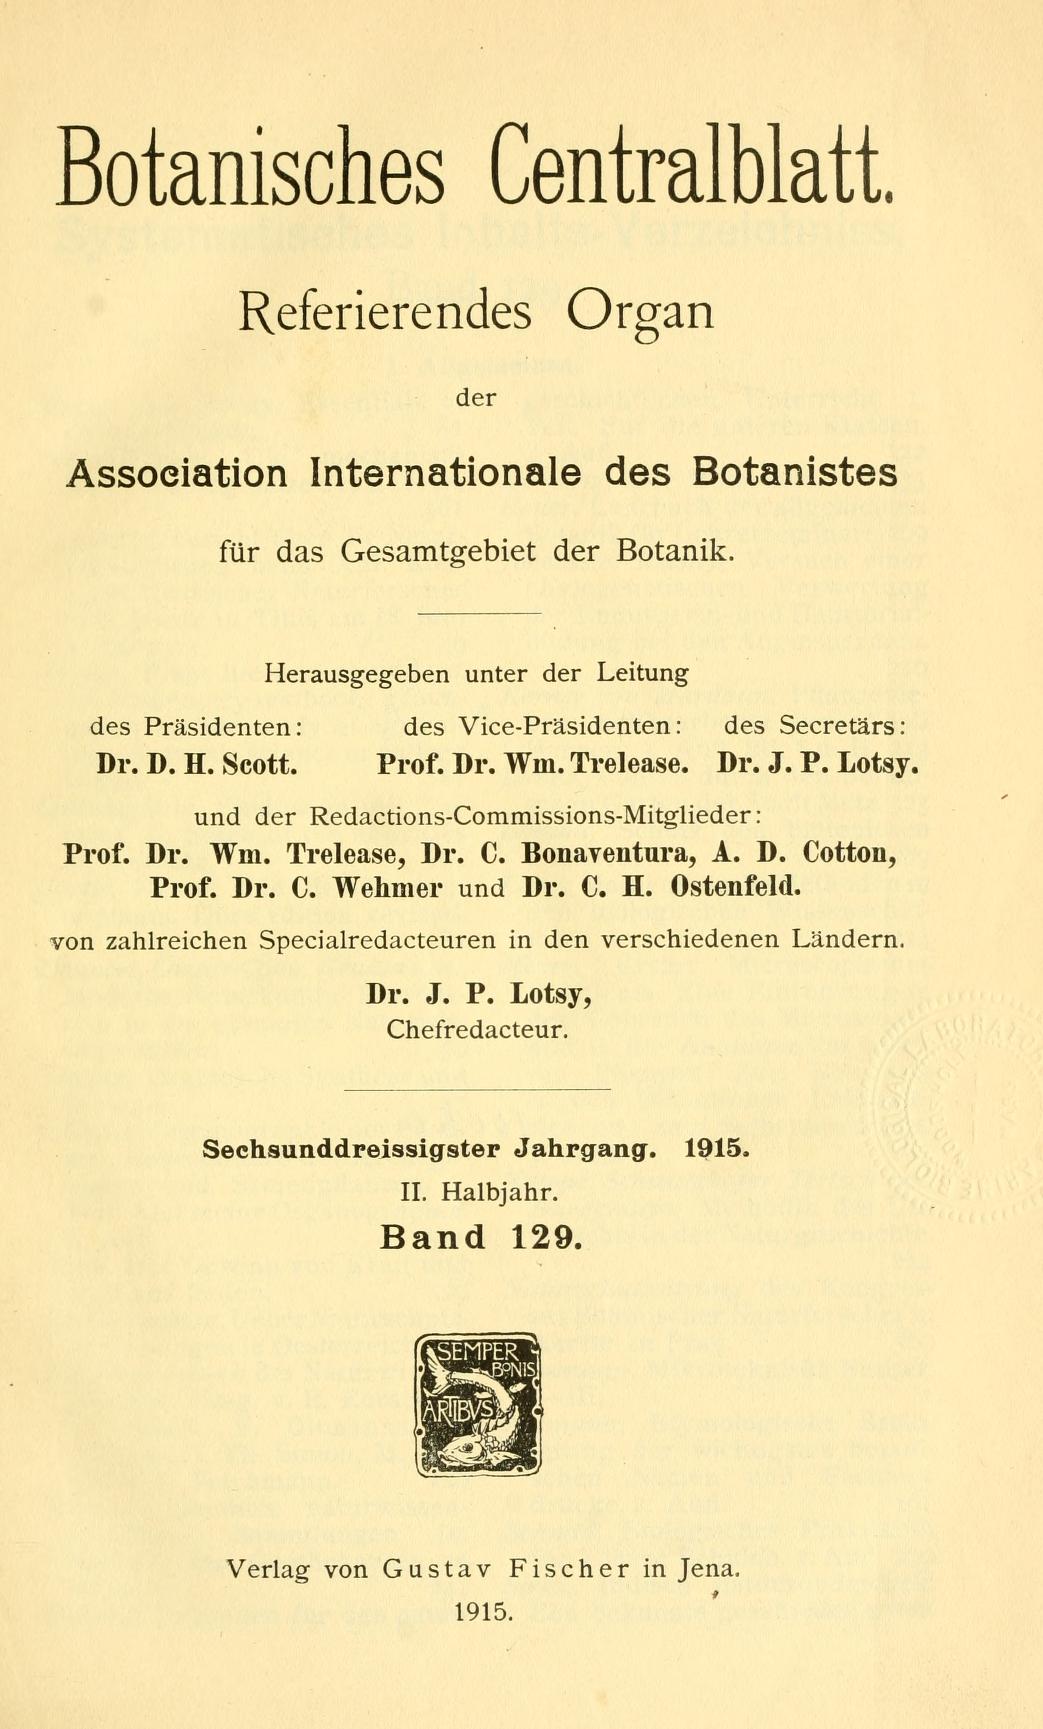 Botanisches Centralblatt.
Referierendes Organ
der
Association Internationale des Botanistes
für das Gesamtgebiet der Botanik.
Herausgegeben unter der Leitung
des Präsidenten: des Vice-Präsidenten: des Secretärs:
Dr. D. H. Scott. Prof. Dr. Wm. Trelease. Dr. J. P. Lotsy.
und der Redactions-Commissions-Mitglieder:
Prof. Dr. Wm. Trelease, Dr. C. Bonaventura, A. D. Cotton,
Prof. Dr. C. Wehmer und Dr. C. H. Ostenfeld.
von zahlreichen Specialredacteuren in den verschiedenen Ländern.
Dr. J. P. Lotsy,
Chefredacteur.
Sechsunddreissigster Jahrgang. 1915.
II. Halbjahr.
Band 129.
SEMPER
BONIS
ARTIBVS
Verlag von Gustav Fischer in Jena.
1915.